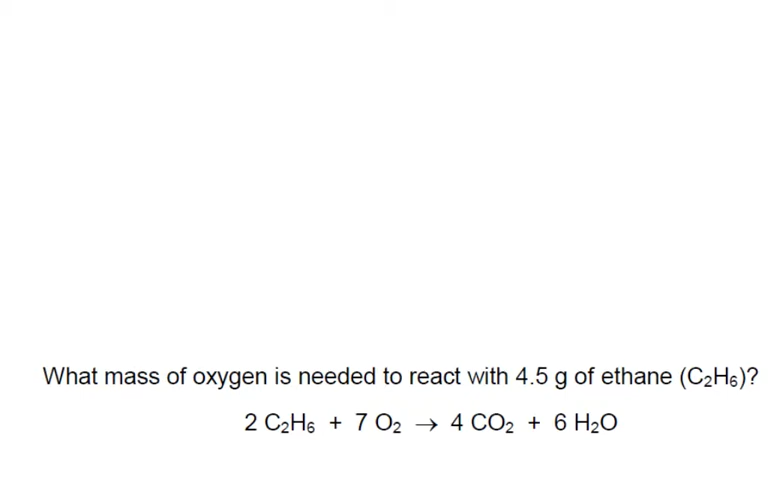 What mass of oxygen is needed to react with 4.5 g of ethane (C₂H₆)?
2 C₂H₆ + 7 O₂ → 4 CO₂ + 6 H₂O